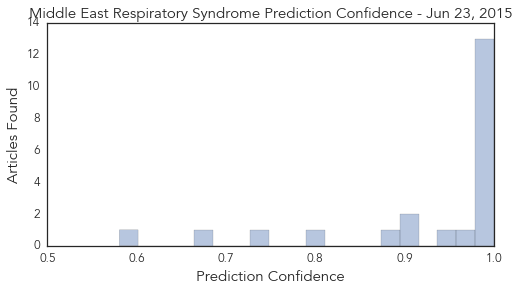 Middle East Respiratory Syndrome Prediction Confidence - Jun 23, 2015
14
12
10
8
6
4
2
0
Articles Found
0.5 0.6 0.7 0.8 0.9 1.0
Prediction Confidence